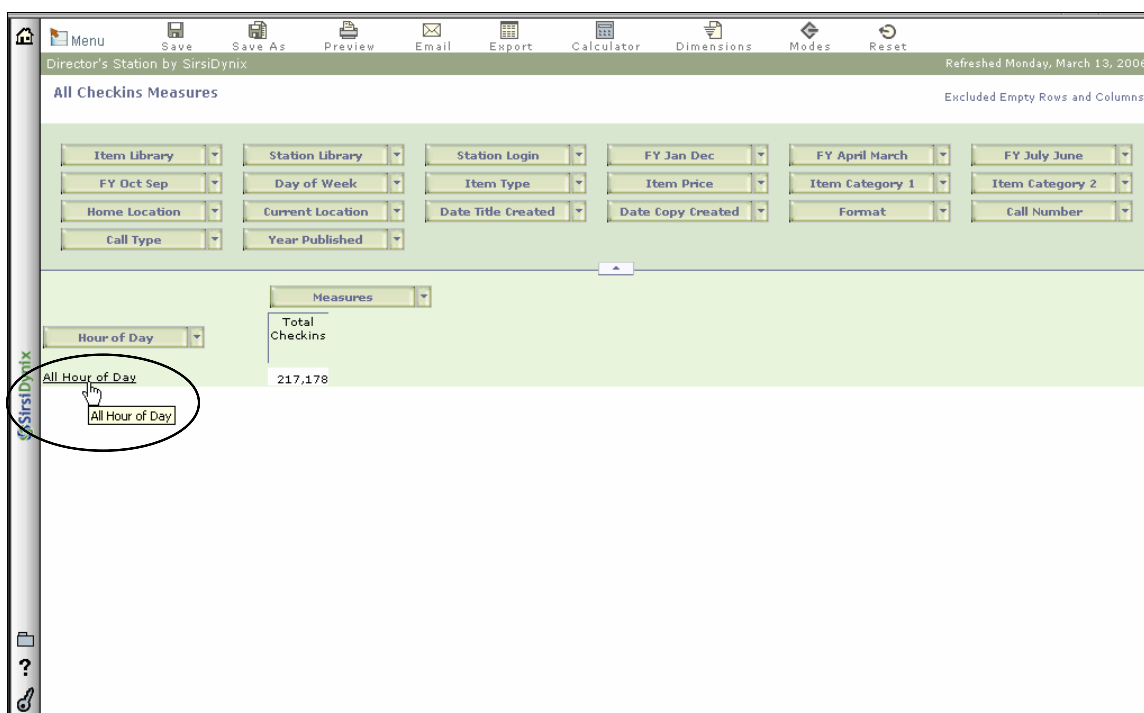 Menu Save Save As Preview Email Export Calculator Dimensions Modes Reset
Director's Station by SirsiDynix Refreshed Monday, March 13, 2006
All Checkins Measures Excluded Empty Rows and Columns
Item Library Station Library Station Login FY Jan Dec FY April March FY July June
FY Oct Sep Day of Week Item Type Item Price Item Category 1 Item Category 2
Home Location Current Location Date Title Created Date Copy Created Format Call Number
Call Type Year Published
Measures
Total
Hour of Day Checkins
All Hour of Day 217,178
All Hour of Day
SirsiDynix
?